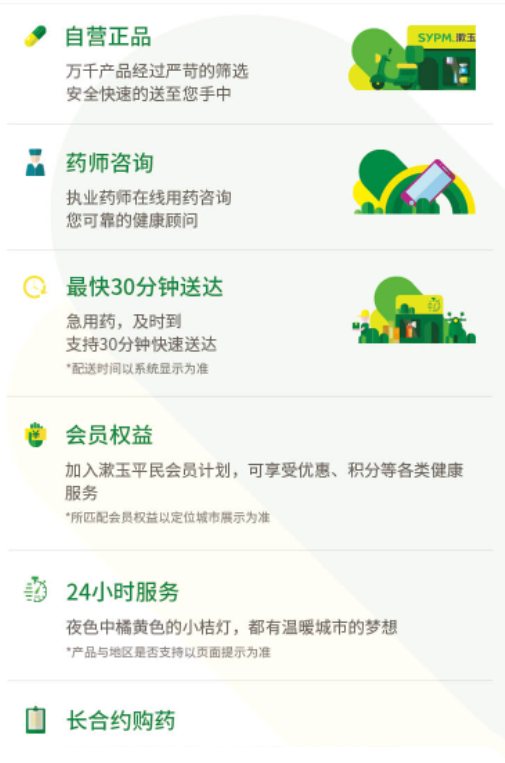 自营正品
SYPM.漱玉
万千产品经过严苛的筛选
安全快速的送至您手中
药师咨询
执业药师在线用药咨询
您可靠的健康顾问
最快30分钟送达
急用药，及时到
支持30分钟快速送达
*配送时间以系统显示为准
会员权益
加入漱玉平民会员计划，可享受优惠、积分等各类健康
服务
*所匹配会员权益以定位城市展示为准
24小时服务
夜色中橘黄色的小桔灯，都有温暖城市的梦想
*产品与地区是否支持以页面提示为准
长合约购药